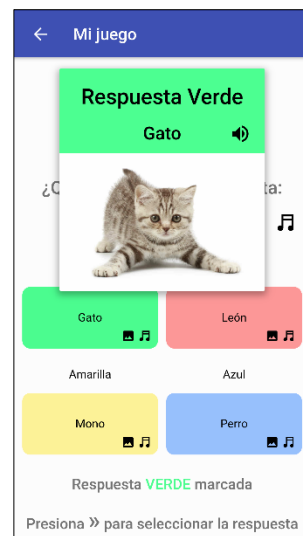 Mi juego
Respuesta Verde
Gato
¿C
ta:
Gato
León
Amarilla
Azul
Mono
Perro
Respuesta VERDE marcada
Presiona » para seleccionar la respuesta